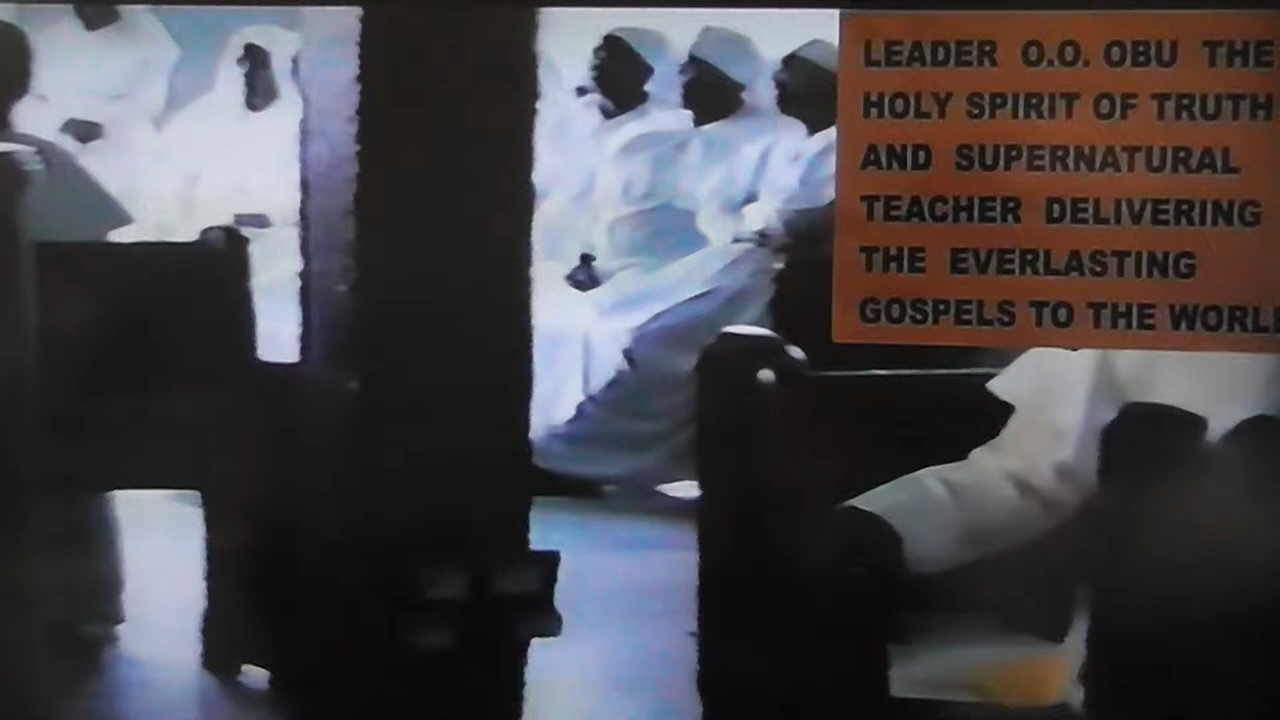 LEADER O.O. OBU THE
HOLY SPIRIT OF TRUTH
AND SUPERNATURAL
TEACHER DELIVERING
THE EVERLASTING
GOSPELS TO THE WORL